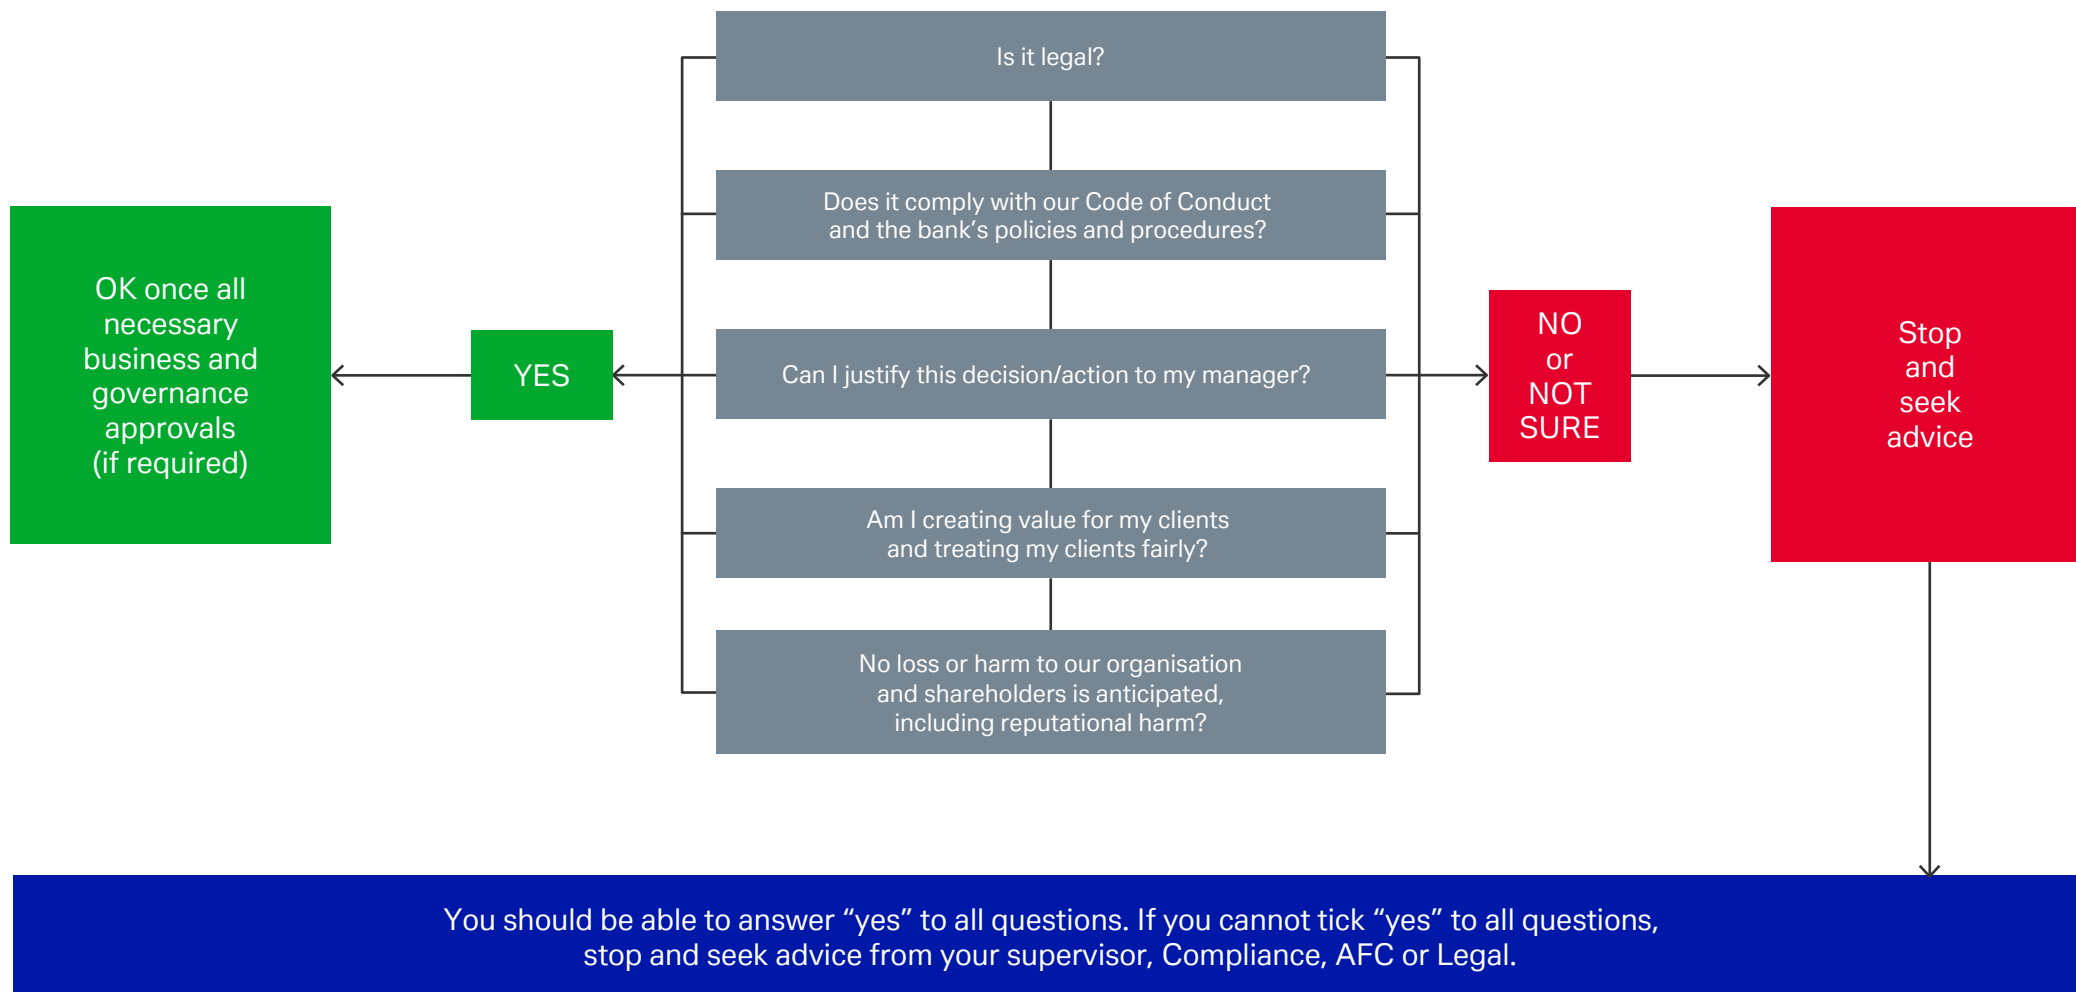 Is it legal?
Does it comply with our Code of Conduct
and the bank’s policies and procedures?
OK once all
necessary
business and
governance
approvals
(if required)
YES
Can I justify this decision/action to my manager?
NO
or
NOT
SURE
Stop
and
seek
advice
Am I creating value for my clients
and treating my clients fairly?
No loss or harm to our organisation
and shareholders is anticipated,
including reputational harm?
You should be able to answer “yes” to all questions. If you cannot tick “yes” to all questions,
stop and seek advice from your supervisor, Compliance, AFC or Legal.